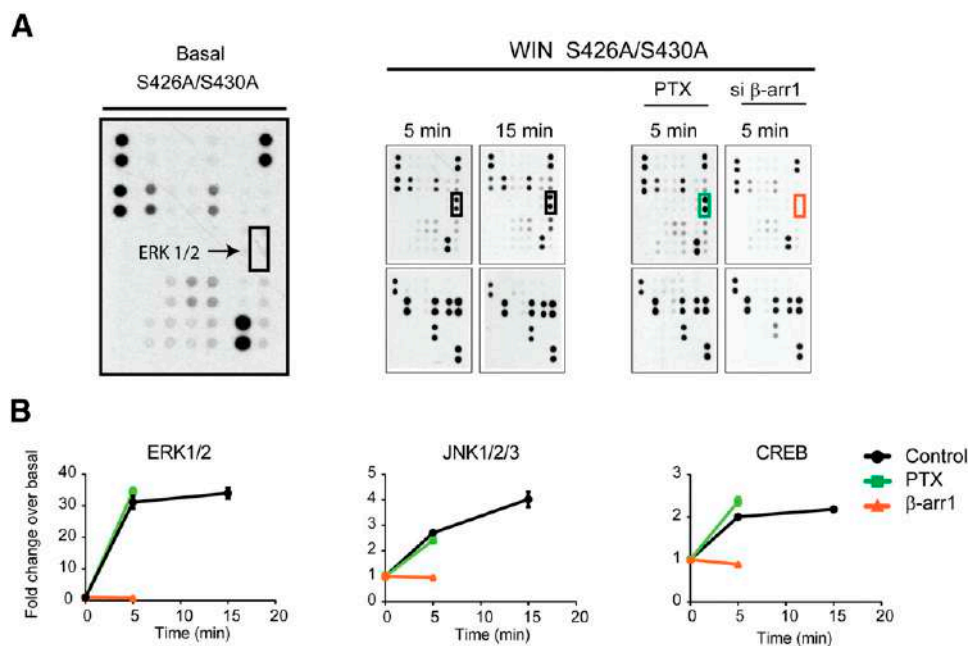 A
Basal
S426A/S430A
WIN S426A/S430A
PTX
si β-arr1
5 min
15 min
5 min
5 min
ERK 1/2
B
ERK1/2
JNK1/2/3
CREB
Control
PTX
β-arr1
Fold change over basal
40
30
20
10
0
0 5 10 15 20
Time (min)
5
4
3
2
1
0
0 5 10 15 20
Time (min)
3
2
1
0
0 5 10 15 20
Time (min)